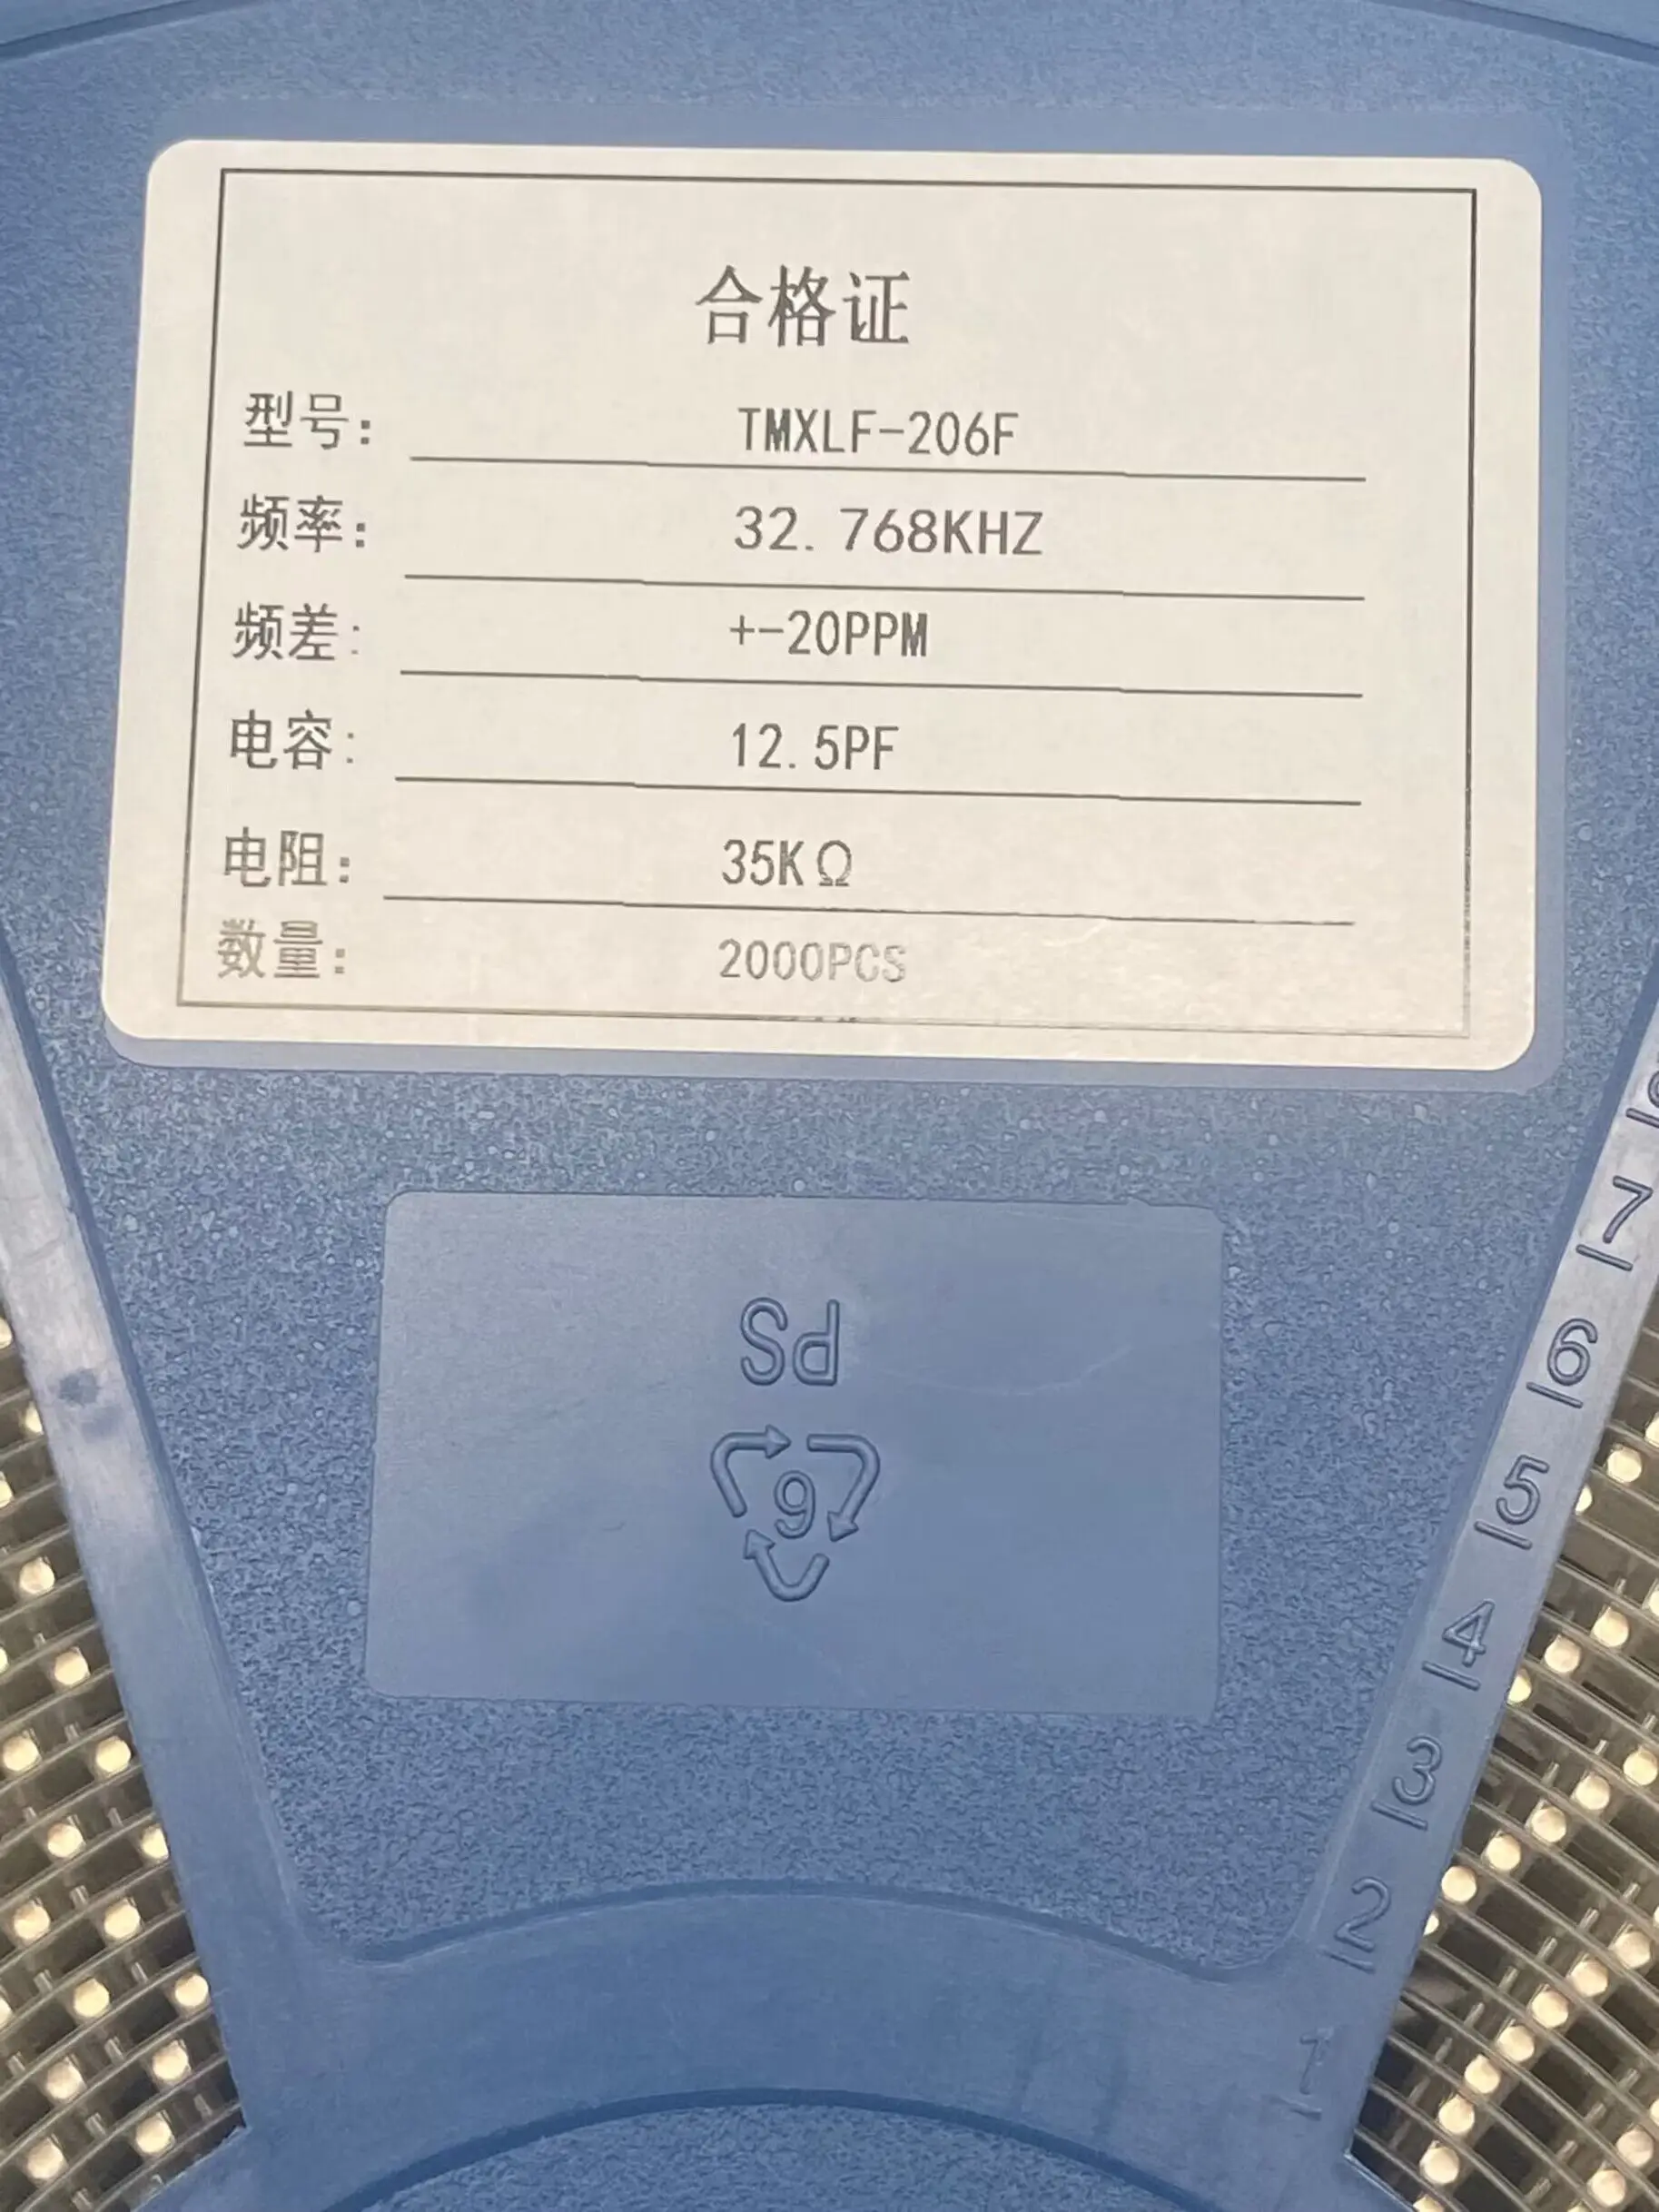 合格证
型号: TMXLF-206F
频率: 32.768KHZ
频差: +-20PPM
电容: 12.5PF
电阻: 35KΩ
数量: 2000PCS
PS
6
7
6
5
4
3
2
1